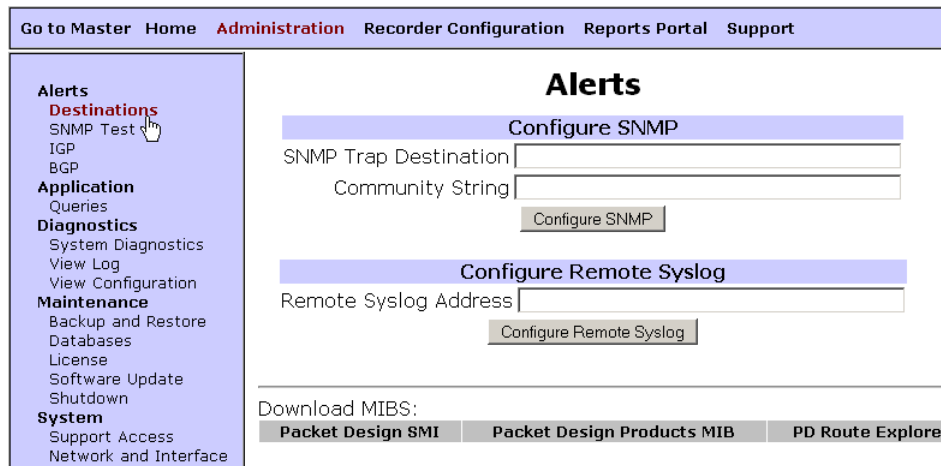 Go to Master Home Administration Recorder Configuration Reports Portal Support
Alerts
Destinations
SNMP Test
IGP
BGP
Application
Queries
Diagnostics
System Diagnostics
View Log
View Configuration
Maintenance
Backup and Restore
Databases
License
Software Update
Shutdown
System
Support Access
Network and Interface
Alerts
Configure SNMP
SNMP Trap Destination
Community String
Configure SNMP
Configure Remote Syslog
Remote Syslog Address
Configure Remote Syslog
Download MIBS:
Packet Design SMI Packet Design Products MIB PD Route Explore